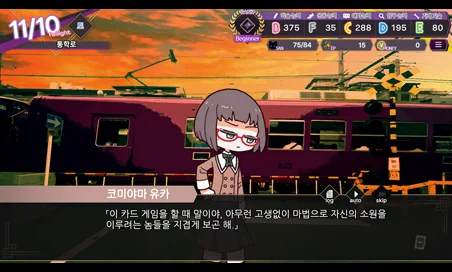 11/10
Twilight
통학로
Beginner
D 375 F 35 C 288 D 195 E 80
SAN 75/84 EP 15 MONEY 0
코미야마 유카
log auto skip
「이 카드 게임을 할 때 말이야, 아무런 고생없이 마법으로 자신의 소원을
이루려는 놈들을 지겹게 보곤 해.」